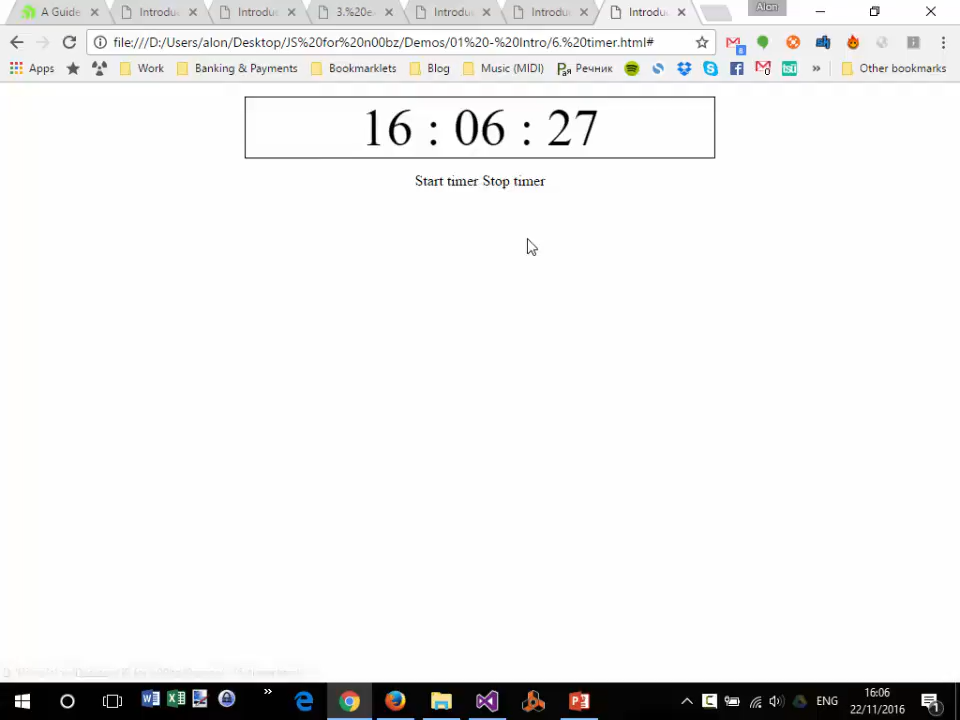 A Guide Introdu Introdu 3.%20e Introdu Introdu Introdu Alon
file:///D:/Users/alon/Desktop/JS%20for%20n00bz/Demos/01%20-%20Intro/6.%20timer.html#
Apps Work Banking & Payments Bookmarklets Blog Music (MIDI) Речник » Other bookmarks
16 : 06 : 27
Start timer Stop timer
16:06
ENG
22/11/2016